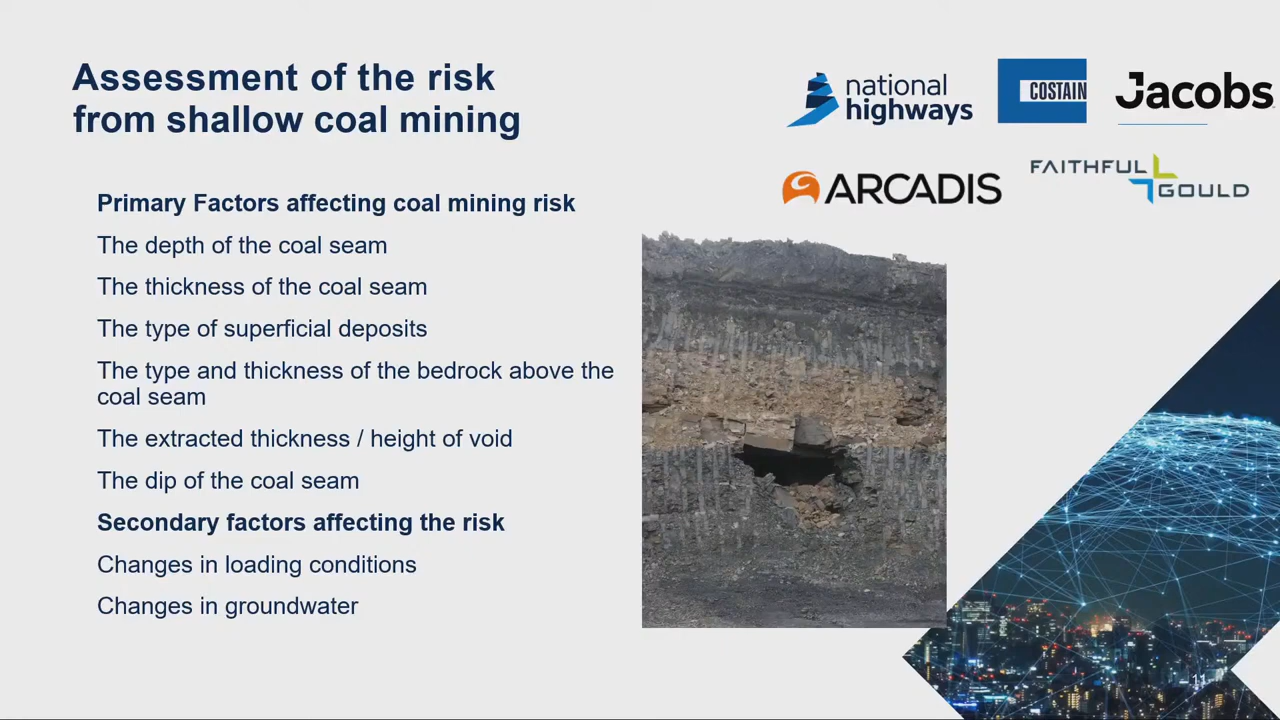 Assessment of the risk
from shallow coal mining
national
highways
COSTAIN
Jacobs
ARCADIS
FAITHFUL
GOULD
Primary Factors affecting coal mining risk
The depth of the coal seam
The thickness of the coal seam
The type of superficial deposits
The type and thickness of the bedrock above the
coal seam
The extracted thickness / height of void
The dip of the coal seam
Secondary factors affecting the risk
Changes in loading conditions
Changes in groundwater
11